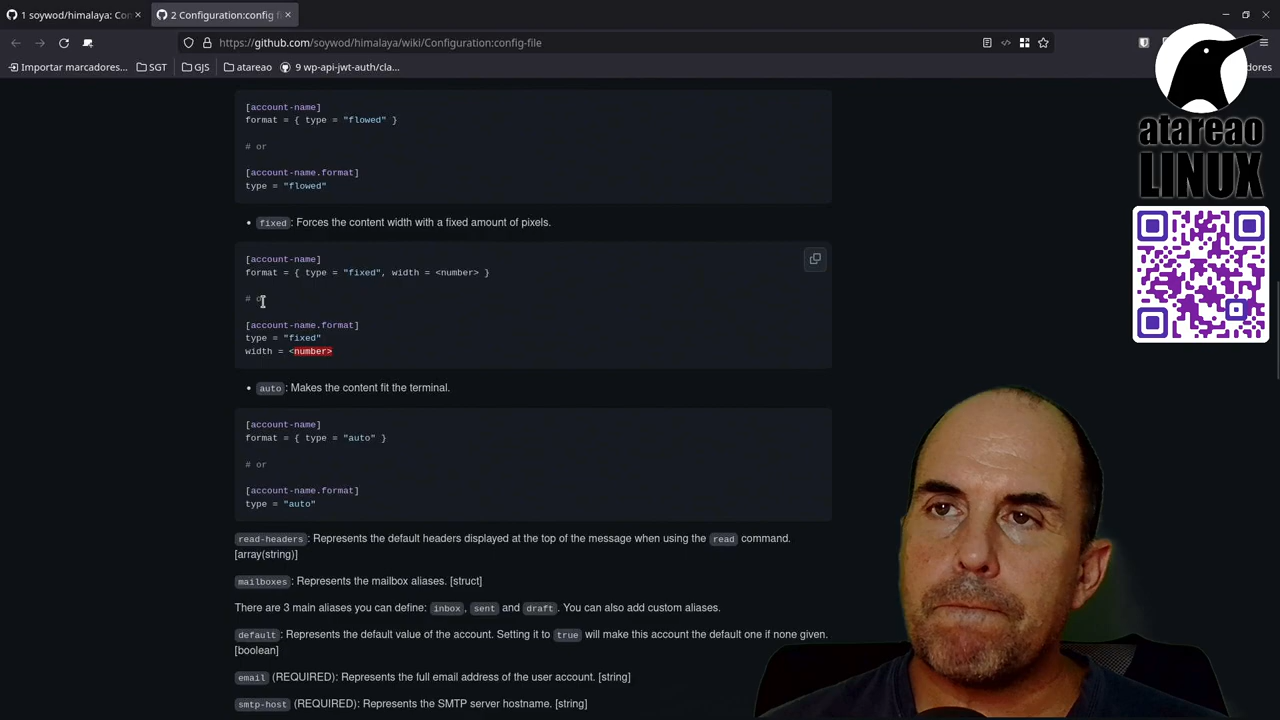 1 soywod/himalaya: Co
2 Configuration:config f
https://github.com/soywod/himalaya/wiki/Configuration:config-file
Importar marcadores...
SGT
GJS
atareao
9 wp-api-jwt-auth/cla...
dores
[account-name]
format = { type = "flowed" }
# or
[account-name.format]
type = "flowed"
• fixed: Forces the content width with a fixed amount of pixels.
[account-name]
format = { type = "fixed", width = <number> }
# o
[account-name.format]
type = "fixed"
width = <number>
• auto: Makes the content fit the terminal.
[account-name]
format = { type = "auto" }
# or
[account-name.format]
type = "auto"
read-headers: Represents the default headers displayed at the top of the message when using the read command.
[array(string)]
mailboxes: Represents the mailbox aliases. [struct]
There are 3 main aliases you can define: inbox, sent and draft. You can also add custom aliases.
default: Represents the default value of the account. Setting it to true will make this account the default one if none given.
[boolean]
email (REQUIRED): Represents the full email address of the user account. [string]
smtp-host (REQUIRED): Represents the SMTP server hostname. [string]
atareao
LINUX